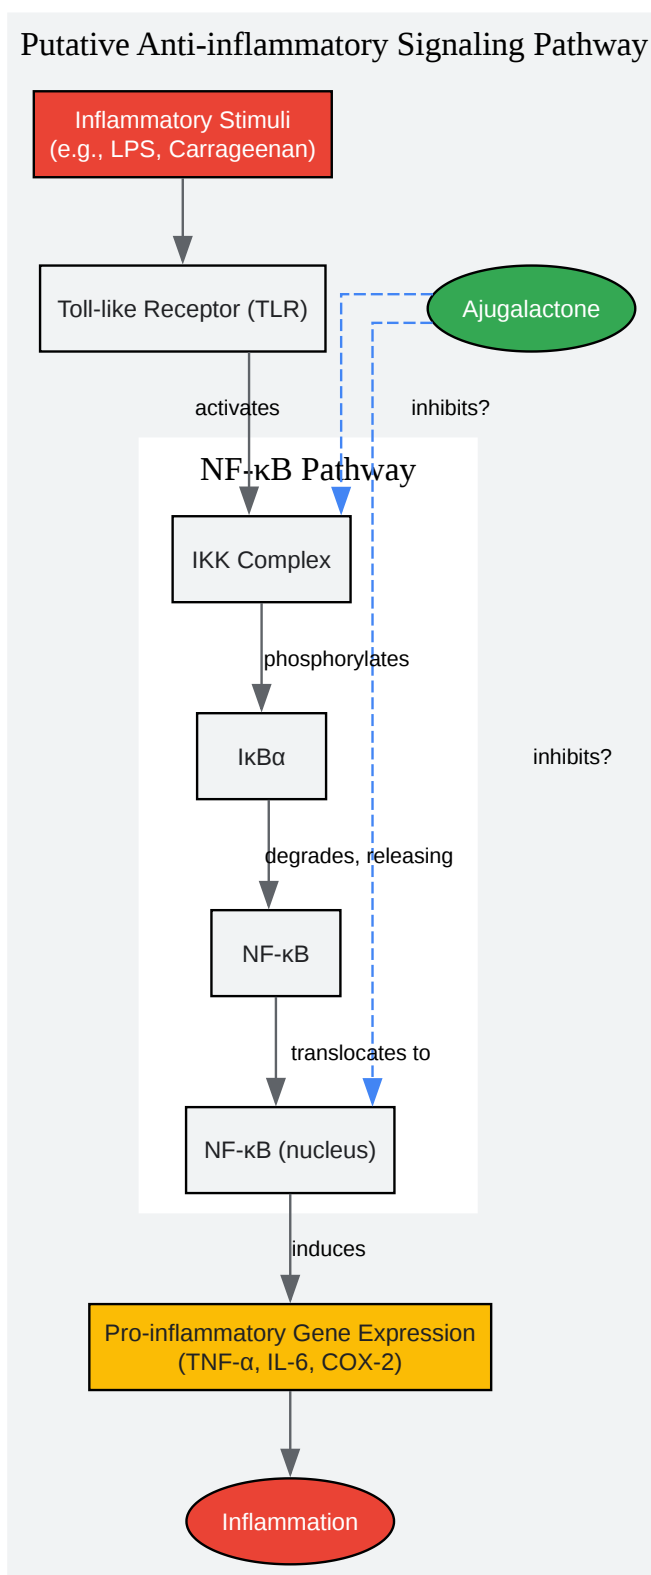 Putative Anti-inflammatory Signaling Pathway
Inflammatory Stimuli
(e.g., LPS, Carrageenan)
Toll-like Receptor (TLR)
Ajugalactone
activates
inhibits?
NF-κB Pathway
IKK Complex
phosphorylates
IκBα
inhibits?
degrades, releasing
NF-κB
translocates to
NF-κB (nucleus)
induces
Pro-inflammatory Gene Expression
(TNF-α, IL-6, COX-2)
Inflammation